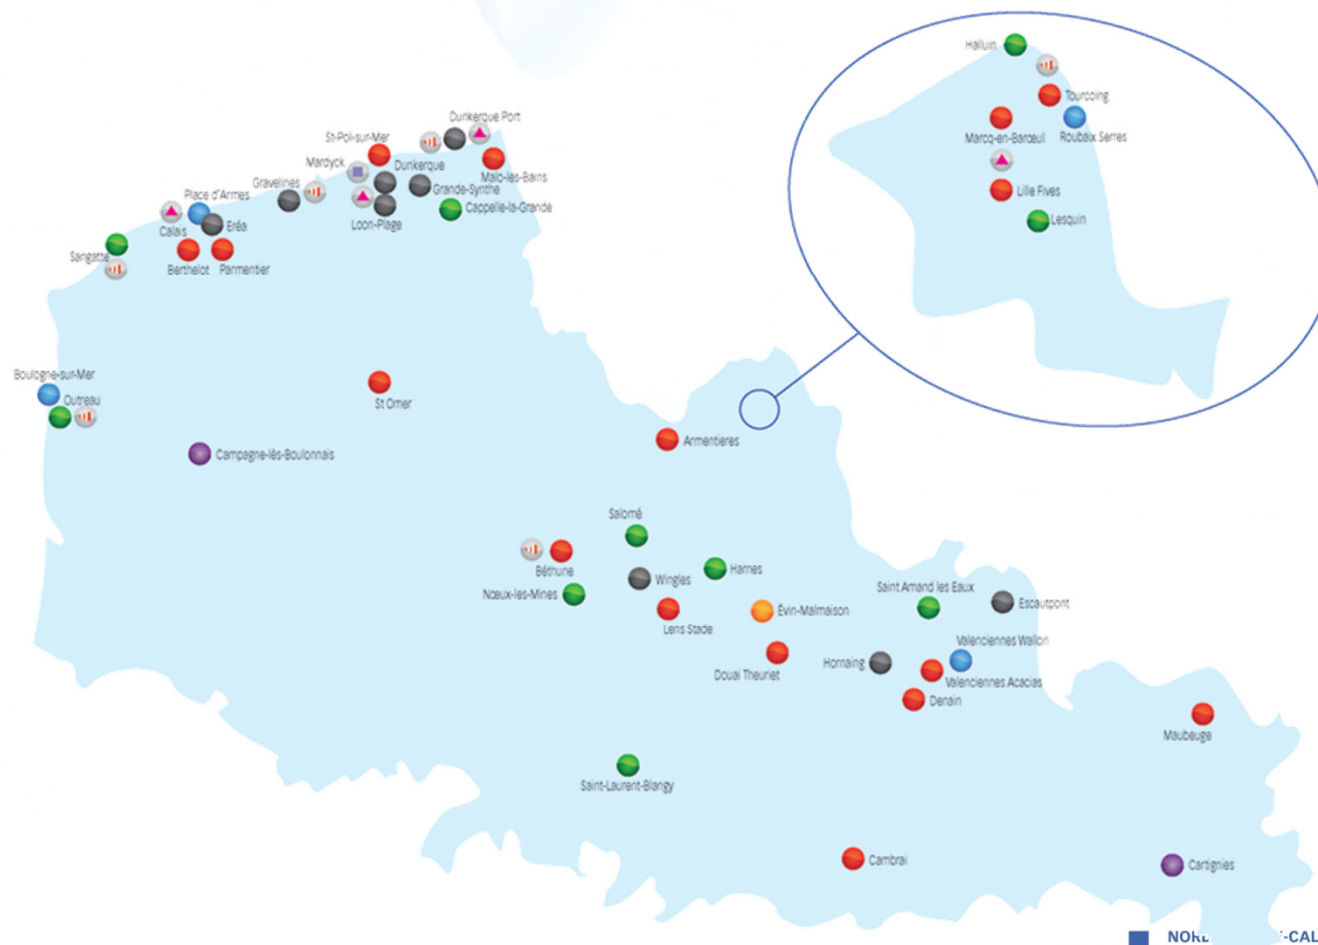 Halluin
Tourcoing
Marcq-en-Barœul
Roubaix Serres
Lille Fives
Lesquin
Dunkerque Port
St-Pol-sur-Mer
Mardyck
Dunkerque
Malo-les-Bains
Gravelines
Grande-Synthe
Place d'Armes
Cappelle-la-Grande
Calais
Eréa
Loon-Plage
Sangatte
Berthelot
Parmentier
Boulogne-sur-Mer
Outreau
St Omer
Campagne-lès-Boulonnais
Armentieres
Salomé
Béthune
Wingles
Harnes
Nœux-les-Mines
Saint Amand les Eaux
Escautpont
Évin-Malmaison
Lens Stade
Valenciennes Wallon
Hornaing
Douai Theuriet
Valenciennes Acacias
Denain
Maubeuge
Saint-Laurent-Blangy
Cambrai
Cartignies